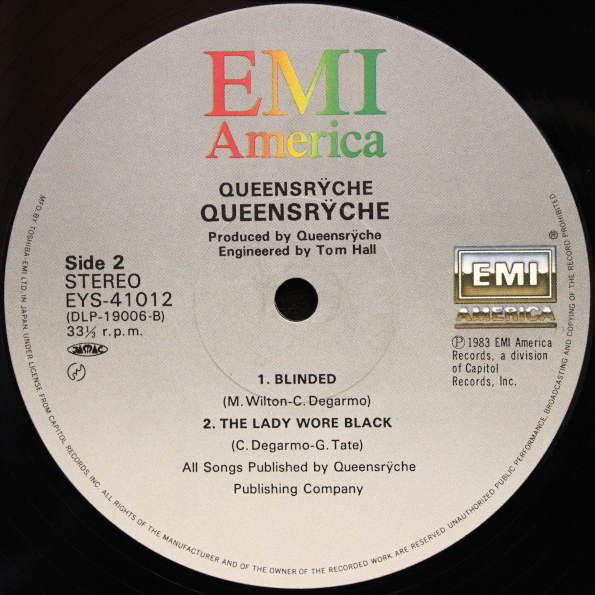 EMI
America
QUEENSRŸCHE
QUEENSRŸCHE
Produced by Queensrÿche
Engineered by Tom Hall
Side 2
STEREO
EYS-41012
(DLP-19006-B)
33⅓ r.p.m.
JASRAC
®
EMI
AMERICA
Ⓟ 1983 EMI America
Records, a division
of Capitol
Records, Inc.
1. BLINDED
(M. Wilton-C. Degarmo)
2. THE LADY WORE BLACK
(C. Degarmo-G. Tate)
All Songs Published by Queensrÿche
Publishing Company
MFD. BY TOSHIBA-EMI LTD. IN JAPAN. UNDER LICENSE FROM CAPITOL RECORDS, INC. ALL RIGHTS OF THE MANUFACTURER AND OF THE OWNER OF THE RECORDED WORK ARE RESERVED. UNAUTHORIZED PUBLIC PERFORMANCE, BROADCASTING AND COPYING OF THE RECORD PROHIBITED.